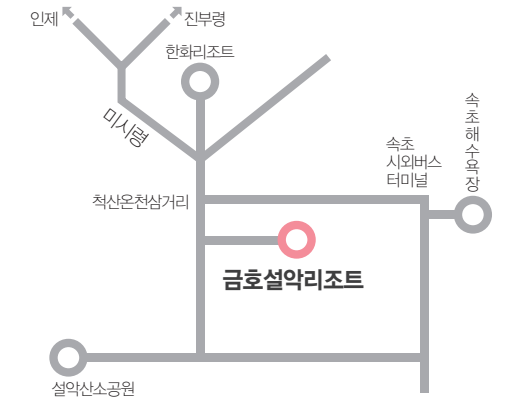 인제
진부령
한화리조트
미시령
속초해수욕장
속초
시외버스
터미널
척산온천삼거리
금호설악리조트
설악산소공원